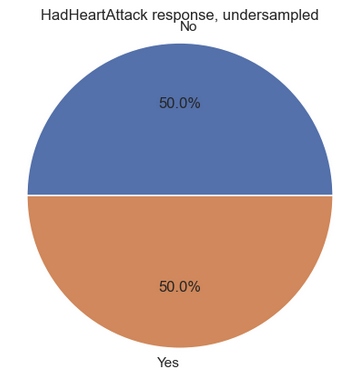 HadHeartAttack response, undersampled
No
50.0%
50.0%
Yes